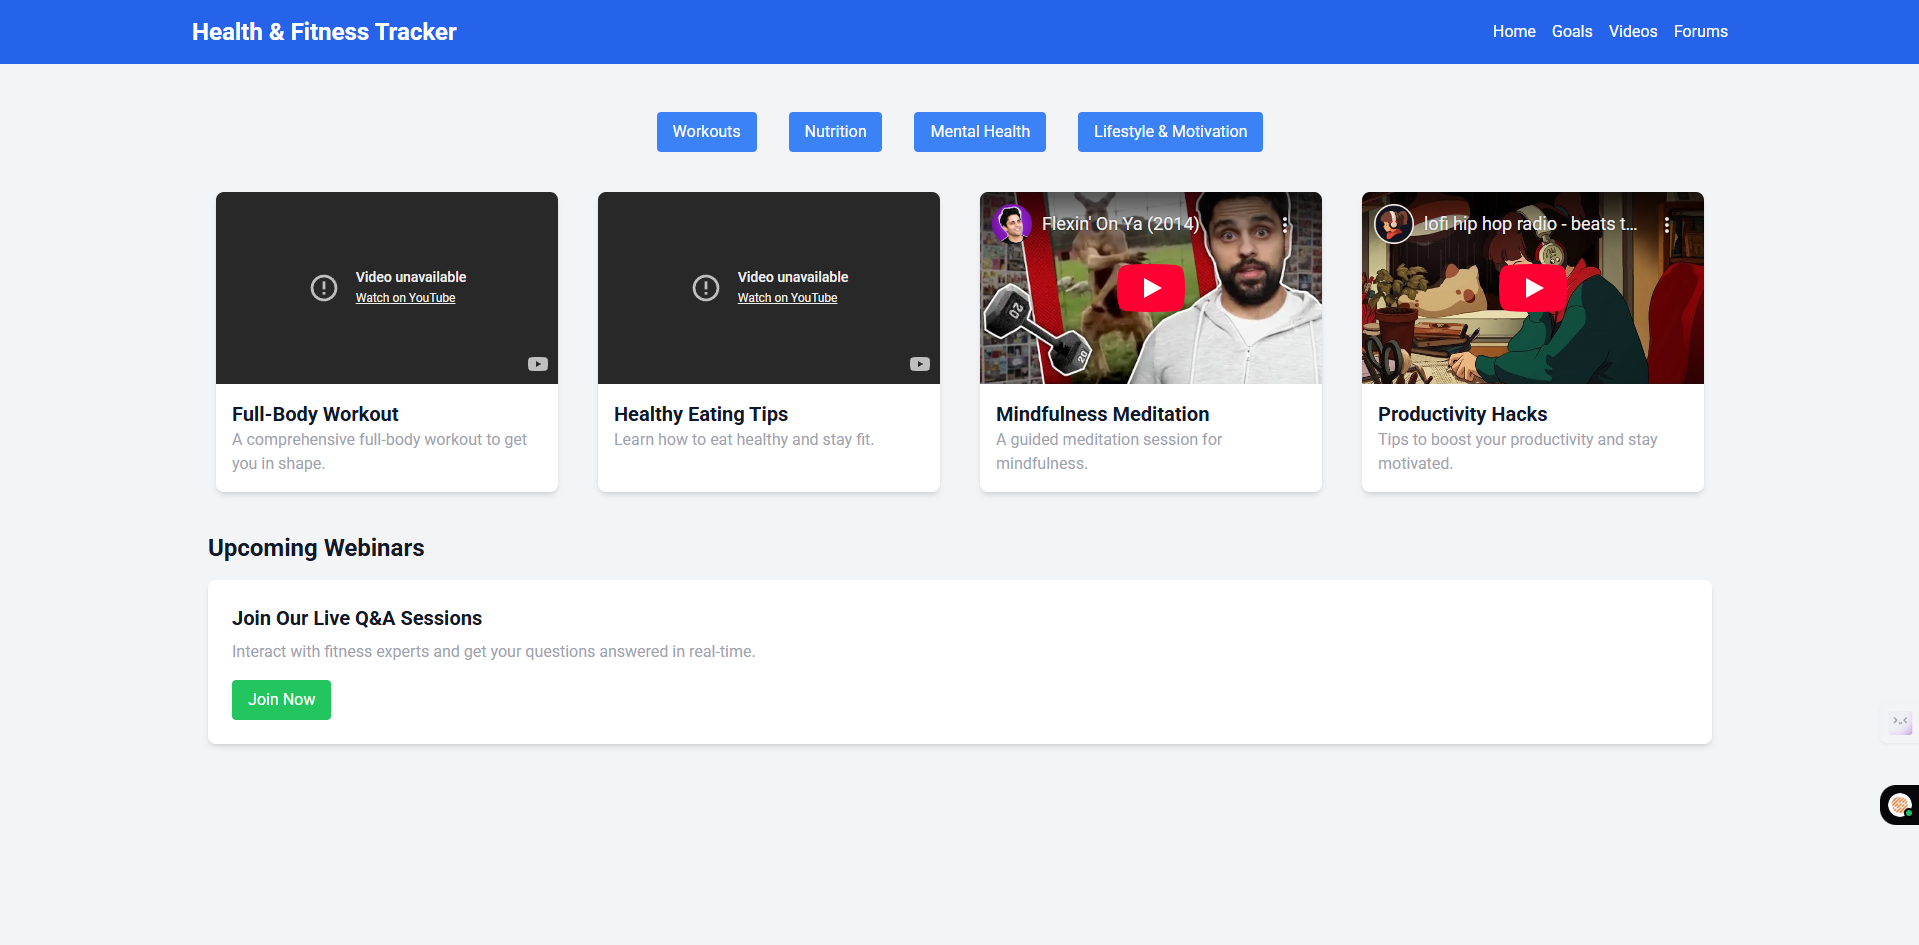 Health & Fitness Tracker
Home Goals Videos Forums
Workouts Nutrition Mental Health Lifestyle & Motivation
Video unavailable
Watch on YouTube
Full-Body Workout
A comprehensive full-body workout to get
you in shape.
Video unavailable
Watch on YouTube
Healthy Eating Tips
Learn how to eat healthy and stay fit.
Flexin' On Ya (2014)
20
20
Mindfulness Meditation
A guided meditation session for
mindfulness.
lofi hip hop radio - beats t...
Productivity Hacks
Tips to boost your productivity and stay
motivated.
Upcoming Webinars
Join Our Live Q&A Sessions
Interact with fitness experts and get your questions answered in real-time.
Join Now